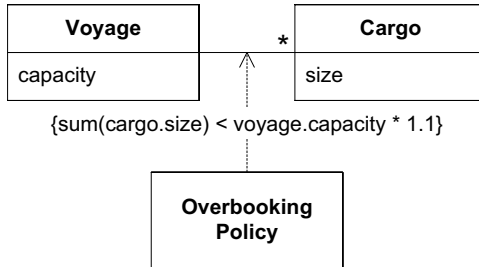 Voyage
capacity
*
Cargo
size
{sum(cargo.size) < voyage.capacity * 1.1}
Overbooking
Policy